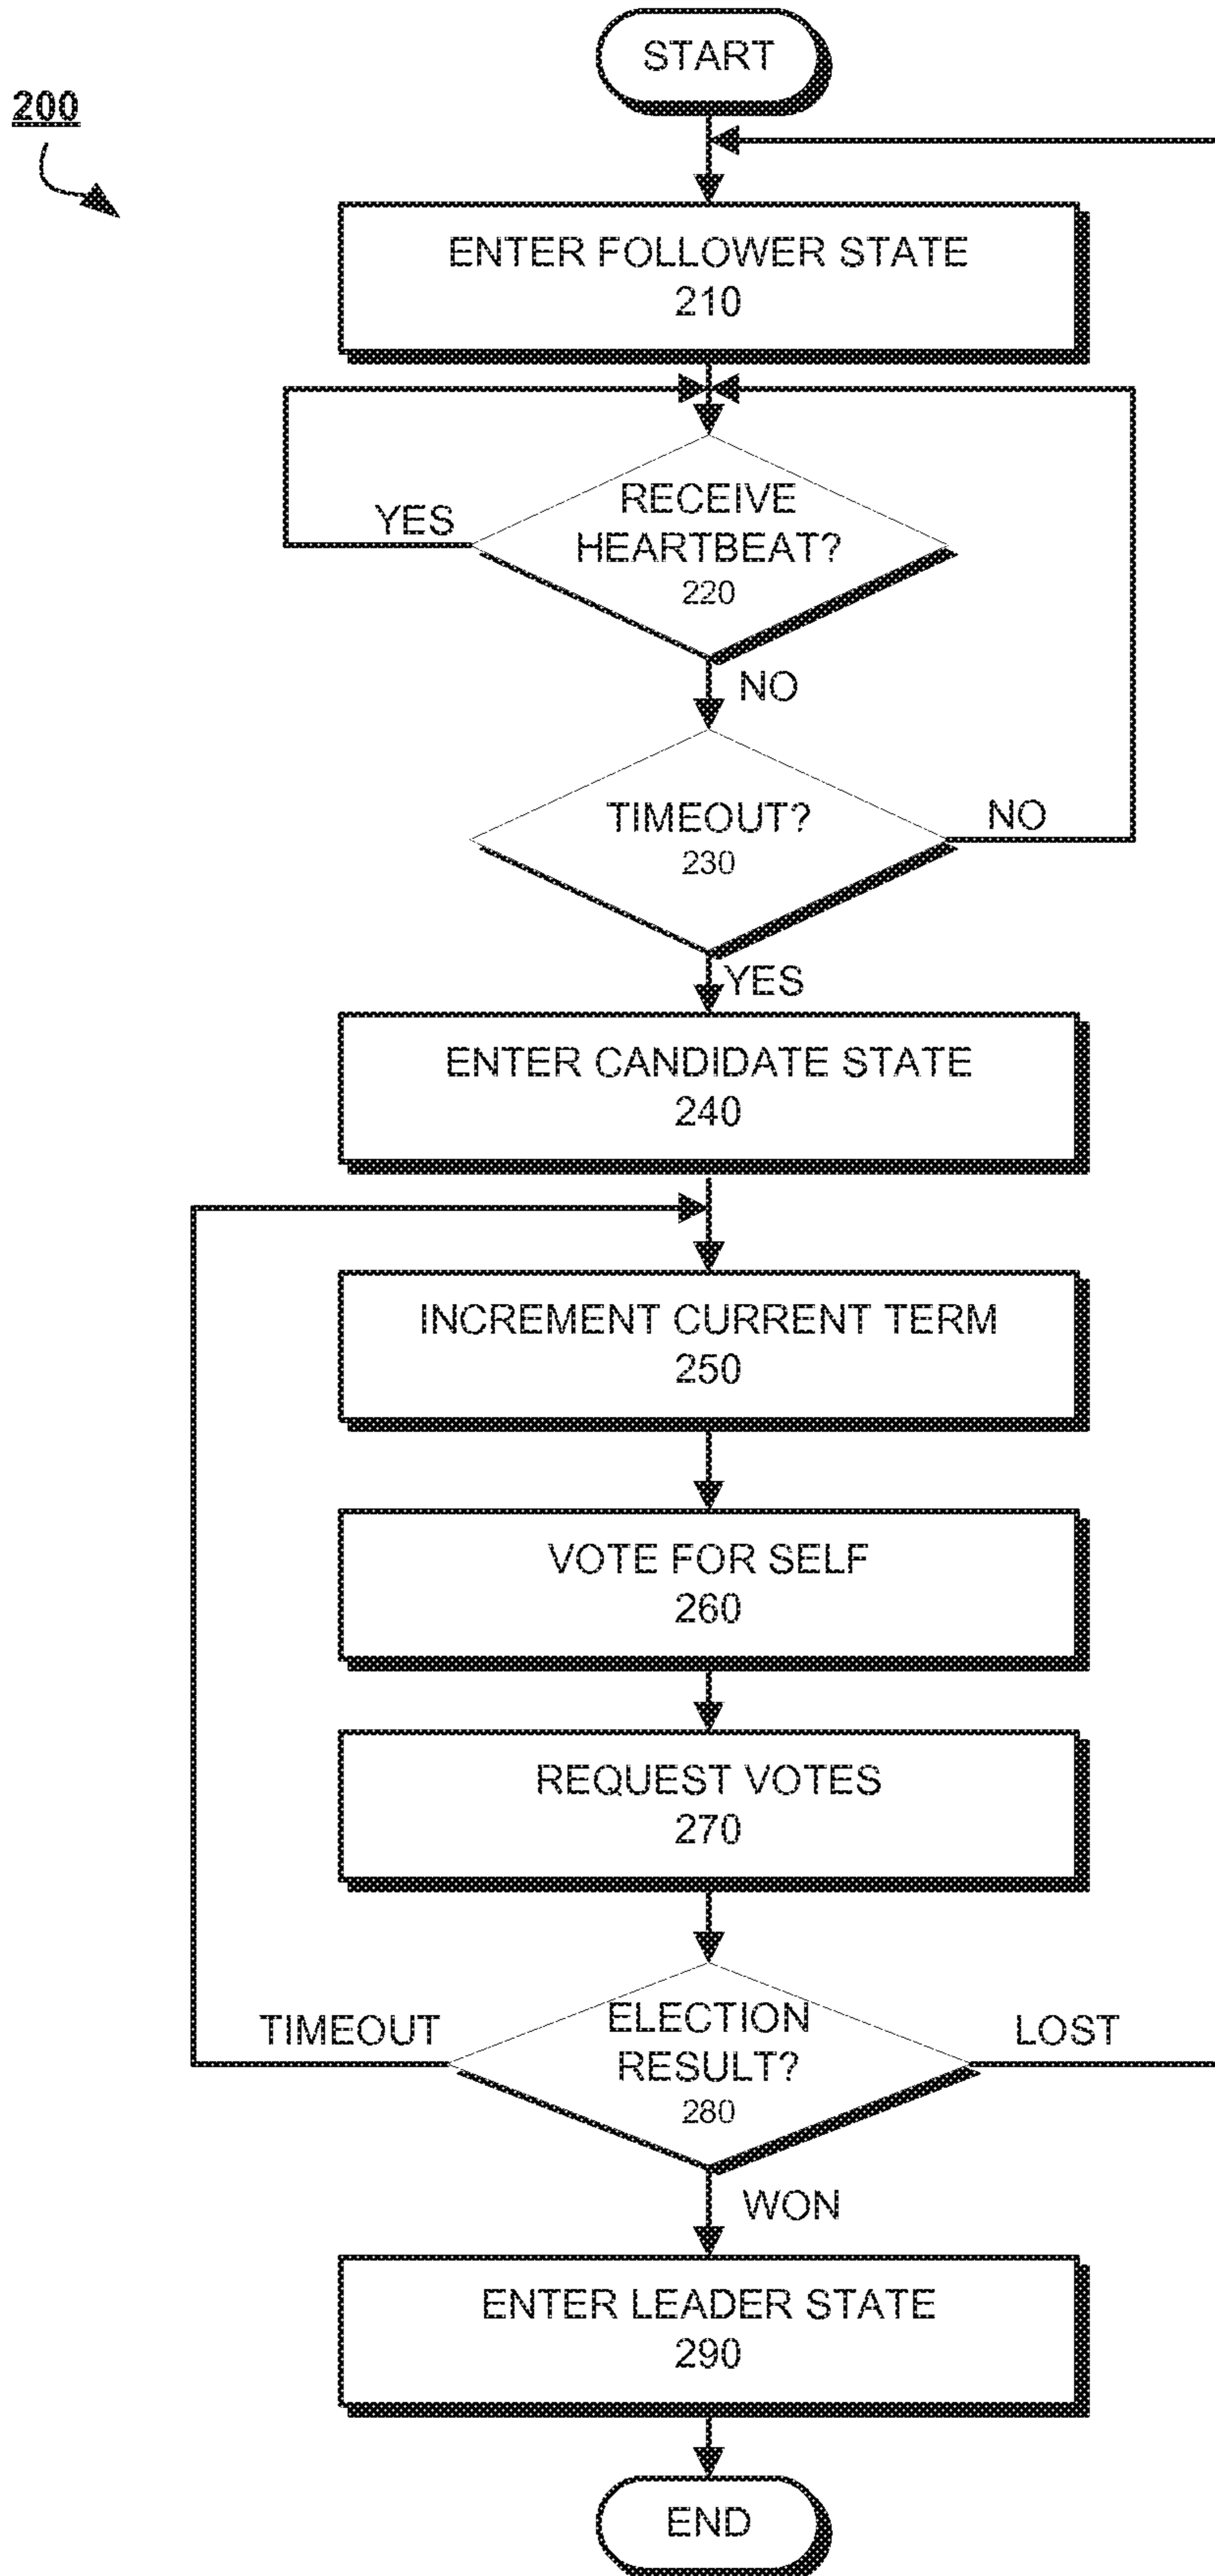 START
200
ENTER FOLLOWER STATE
210
YES
RECEIVE
HEARTBEAT?
220
NO
TIMEOUT?
230
NO
YES
ENTER CANDIDATE STATE
240
INCREMENT CURRENT TERM
250
VOTE FOR SELF
260
REQUEST VOTES
270
TIMEOUT
ELECTION
RESULT?
280
LOST
WON
ENTER LEADER STATE
290
END